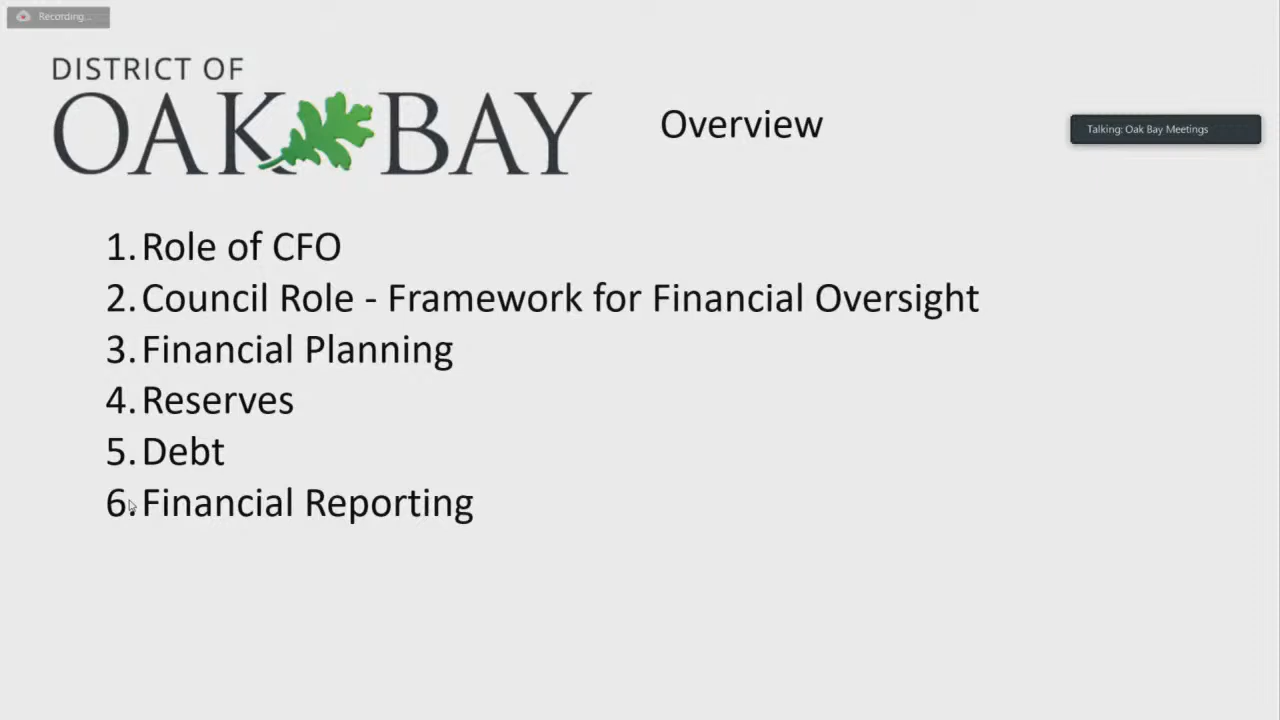 Recording...
DISTRICT OF
OAK BAY
Overview
Talking: Oak Bay Meetings
1. Role of CFO
2. Council Role - Framework for Financial Oversight
3. Financial Planning
4. Reserves
5. Debt
6. Financial Reporting